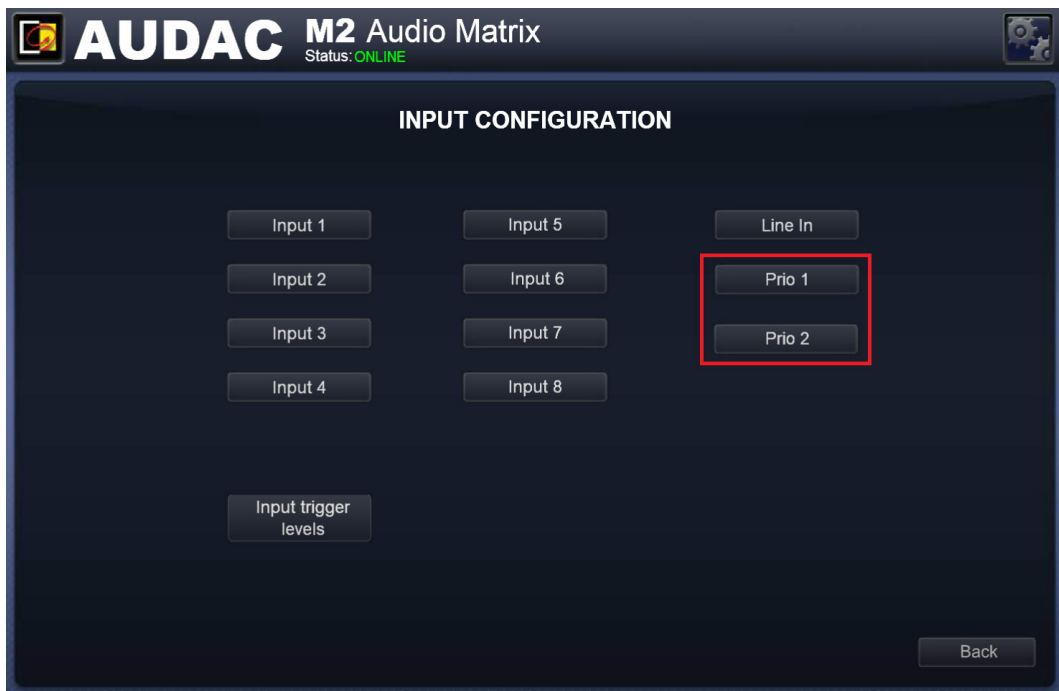 AUDAC M2 Audio Matrix
Status: ONLINE
INPUT CONFIGURATION
Input 1 Input 5 Line In
Input 2 Input 6 Prio 1
Input 3 Input 7 Prio 2
Input 4 Input 8
Input trigger
levels
Back